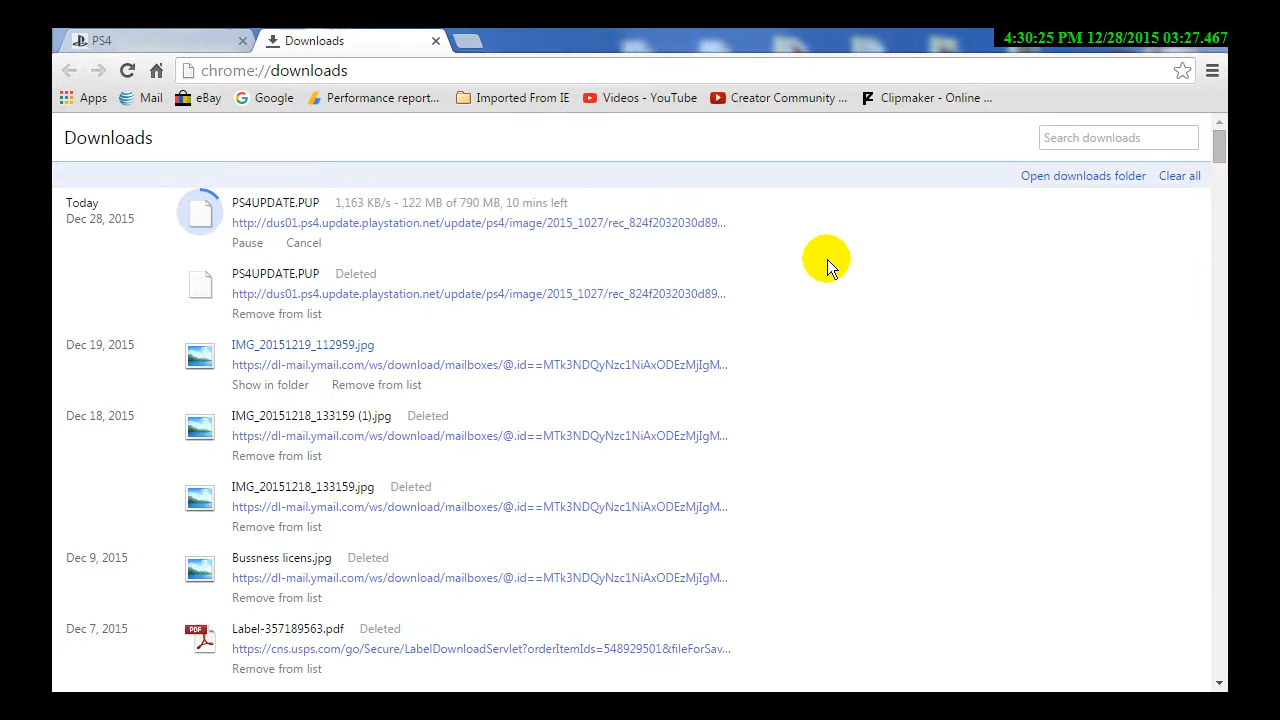 PS4
Downloads
4:30:25 PM 12/28/2015 03:27.467
chrome://downloads
Apps
Mail
eBay
Google
Performance report...
Imported From IE
Videos - YouTube
Creator Community ...
Clipmaker - Online ...
Downloads
Search downloads
Open downloads folder
Clear all
Today
Dec 28, 2015
PS4UPDATE.PUP 1,163 KB/s - 122 MB of 790 MB, 10 mins left
http://dus01.ps4.update.playstation.net/update/ps4/image/2015_1027/rec_824f2032030d89...
Pause Cancel
PS4UPDATE.PUP Deleted
http://dus01.ps4.update.playstation.net/update/ps4/image/2015_1027/rec_824f2032030d89...
Remove from list
Dec 19, 2015
IMG_20151219_112959.jpg
https://dl-mail.ymail.com/ws/download/mailboxes/@.id==MTk3NDQyNzc1NiAxODEzMjIgM...
Show in folder Remove from list
Dec 18, 2015
IMG_20151218_133159 (1).jpg Deleted
https://dl-mail.ymail.com/ws/download/mailboxes/@.id==MTk3NDQyNzc1NiAxODEzMjIgM...
Remove from list
IMG_20151218_133159.jpg Deleted
https://dl-mail.ymail.com/ws/download/mailboxes/@.id==MTk3NDQyNzc1NiAxODEzMjIgM...
Remove from list
Dec 9, 2015
Bussness licens.jpg Deleted
https://dl-mail.ymail.com/ws/download/mailboxes/@.id==MTk3NDQyNzc1NiAxODEzMjIgM...
Remove from list
Dec 7, 2015
PDF
Label-357189563.pdf Deleted
https://cns.usps.com/go/Secure/LabelDownloadServlet?orderItemIds=548929501&fileForSav...
Remove from list